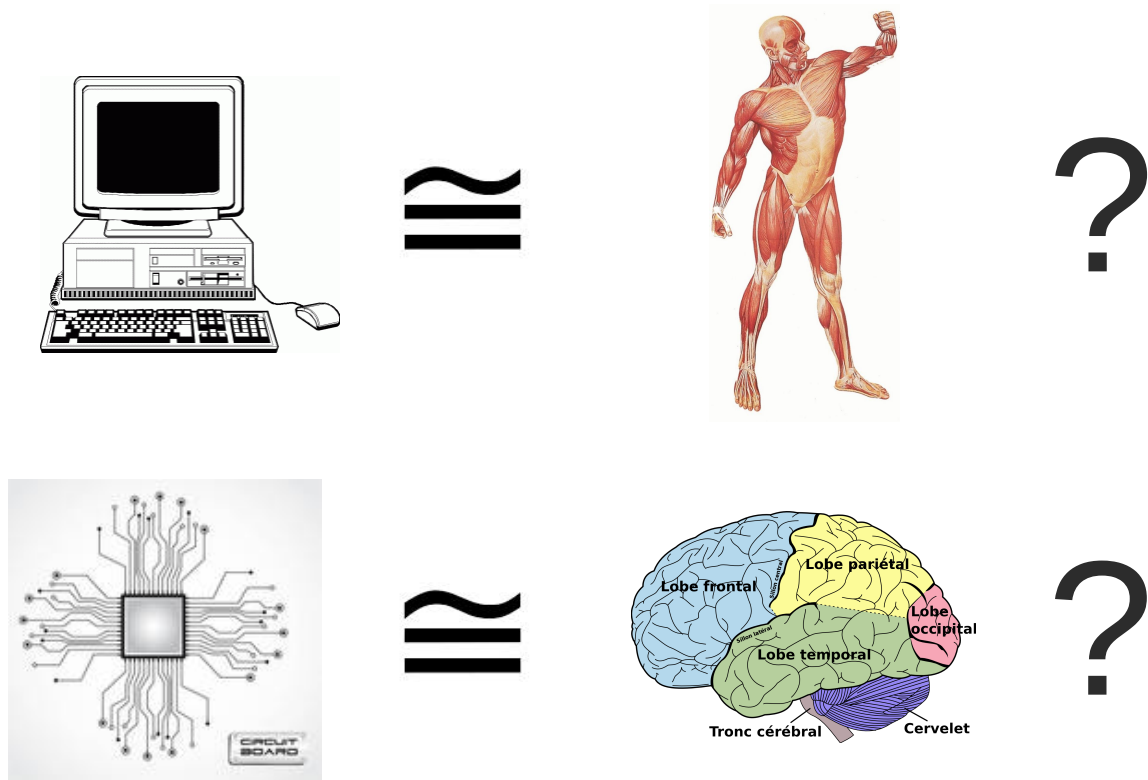 ?
Lobe frontal
Sillon central
Lobe pariétal
Lobe
occipital
Sillon latéral
Lobe temporal
Tronc cérébral
Cervelet
CIRCUIT
BOARD
?